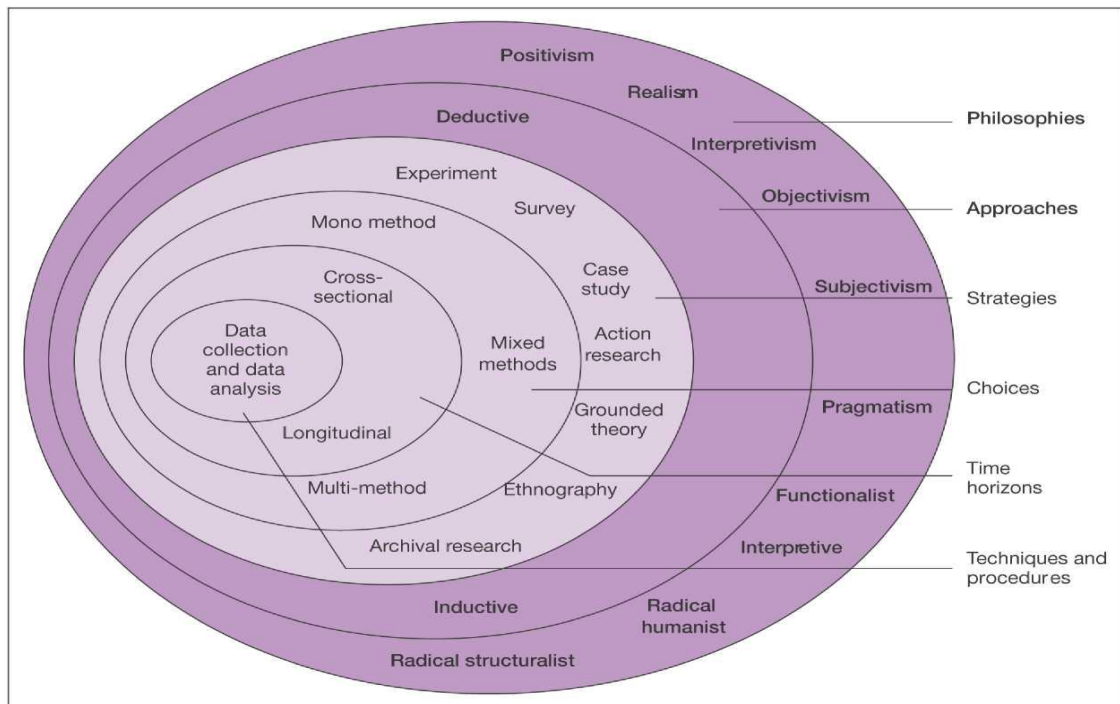 Positivism
Realism
Philosophies
Deductive
Interpretivism
Experiment
Objectivism
Approaches
Survey
Mono method
Case
study
Subjectivism
Strategies
Cross-
sectional
Data
collection
and data
analysis
Mixed
methods
Action
research
Choices
Pragmatism
Grounded
theory
Longitudinal
Time
horizons
Multi-method
Ethnography
Functionalist
Archival research
Interpretive
Techniques and
procedures
Inductive
Radical
humanist
Radical structuralist